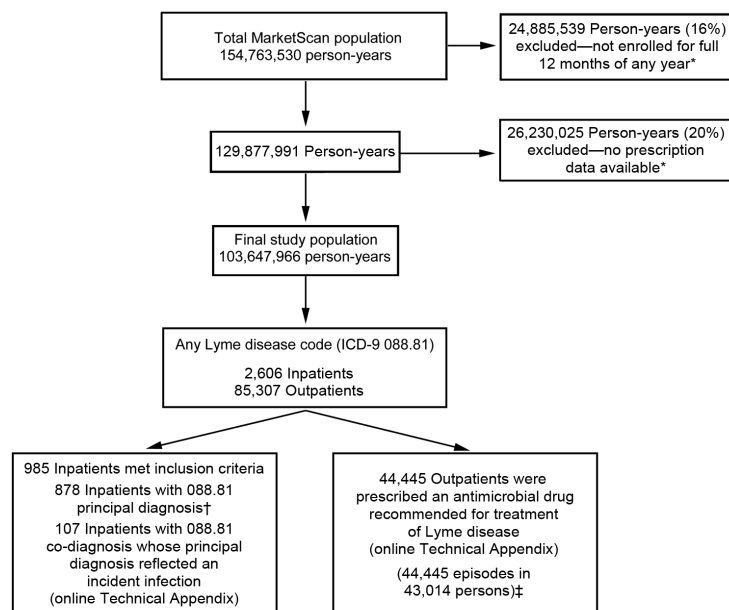 Total MarketScan population
154,763,530 person-years
24,885,539 Person-years (16%)
excluded—not enrolled for full
12 months of any year*
129,877,991 Person-years
26,230,025 Person-years (20%)
excluded—no prescription
data available*
Final study population
103,647,966 person-years
Any Lyme disease code (ICD-9 088.81)
2,606 Inpatients
85,307 Outpatients
985 Inpatients met inclusion criteria
878 Inpatients with 088.81
principal diagnosis†
107 Inpatients with 088.81
co-diagnosis whose principal
diagnosis reflected an
incident infection
(online Technical Appendix)
44,445 Outpatients were
prescribed an antimicrobial drug
recommended for treatment
of Lyme disease
(online Technical Appendix)
(44,445 episodes in
43,014 persons)‡